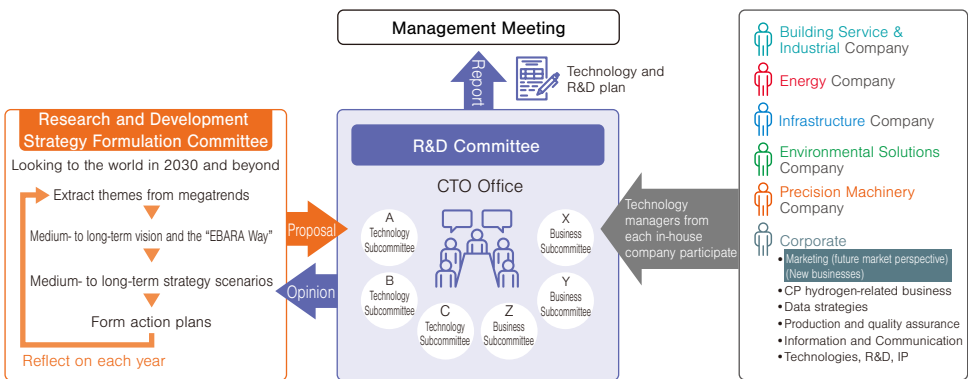 Management Meeting
Report
Technology and
R&D plan
Research and Development
Strategy Formulation Committee
Looking to the world in 2030 and beyond
Extract themes from megatrends
Medium- to long-term vision and the “EBARA Way”
Medium- to long-term strategy scenarios
Form action plans
Reflect on each year
Proposal
Opinion
R&D Committee
CTO Office
A
Technology
Subcommittee
B
Technology
Subcommittee
C
Technology
Subcommittee
Z
Business
Subcommittee
Y
Business
Subcommittee
X
Business
Subcommittee
Technology
managers from
each in-house
company participate
Building Service &
Industrial Company
Energy Company
Infrastructure Company
Environmental Solutions
Company
Precision Machinery
Company
Corporate
•Marketing (future market perspective)
(New businesses)
•CP hydrogen-related business
•Data strategies
•Production and quality assurance
•Information and Communication
•Technologies, R&D, IP